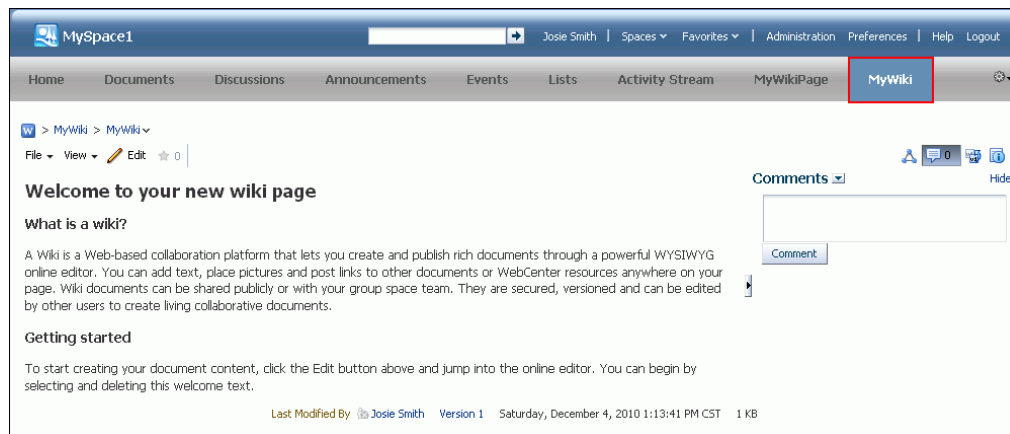 MySpace1
Josie Smith | Spaces Favorites | Administration Preferences | Help Logout
Home Documents Discussions Announcements Events Lists Activity Stream MyWikiPage MyWiki
W > MyWiki > MyWiki
File View Edit 0
0
Comments
Hide
Comment
Welcome to your new wiki page
What is a wiki?
A Wiki is a Web-based collaboration platform that lets you create and publish rich documents through a powerful WYSIWYG
online editor. You can add text, place pictures and post links to other documents or WebCenter resources anywhere on your
page. Wiki documents can be shared publicly or with your group space team. They are secured, versioned and can be edited
by other users to create living collaborative documents.
Getting started
To start creating your document content, click the Edit button above and jump into the online editor. You can begin by
selecting and deleting this welcome text.
Last Modified By Josie Smith Version 1 Saturday, December 4, 2010 1:13:41 PM CST 1 KB